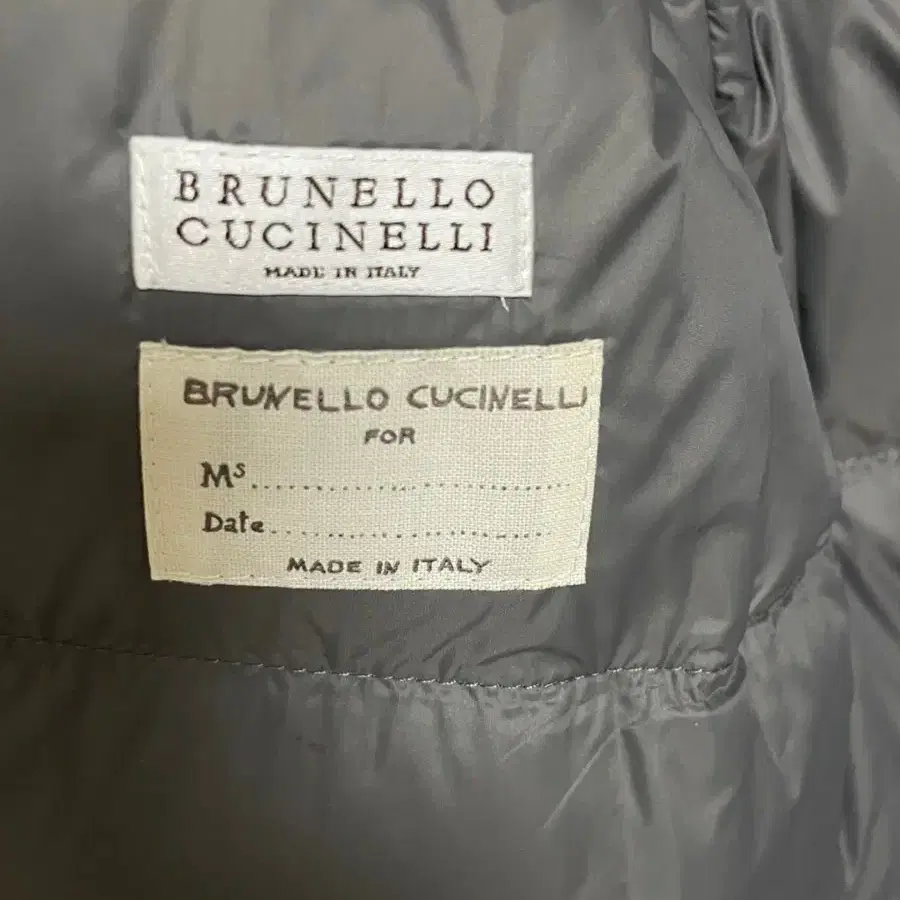 BRUNELLO
CUCINELLI
MADE IN ITALY
BRUNELLO CUCINELLI
FOR
Ms..............................
Date..............................
MADE IN ITALY